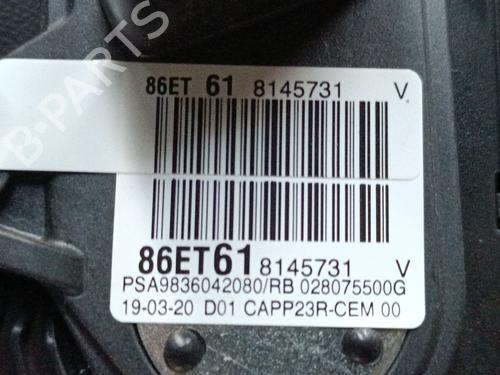 86ET 61 8145731 V
B-PARTS
86ET61 8145731 V
PSA9836042080/RB 028075500G
19-03-20 D01 CAPP23R-CEM 00